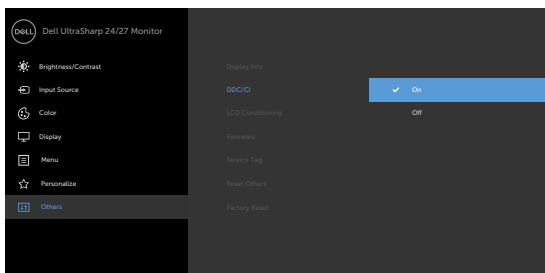 DELL
Dell UltraSharp 24/27 Monitor
Brightness/Contrast
Input Source
Color
Display
Menu
Personalize
Others
Display Info
DDC/CI
LCD Conditioning
Firmware
Service Tag
Reset Others
Factory Reset
On
Off